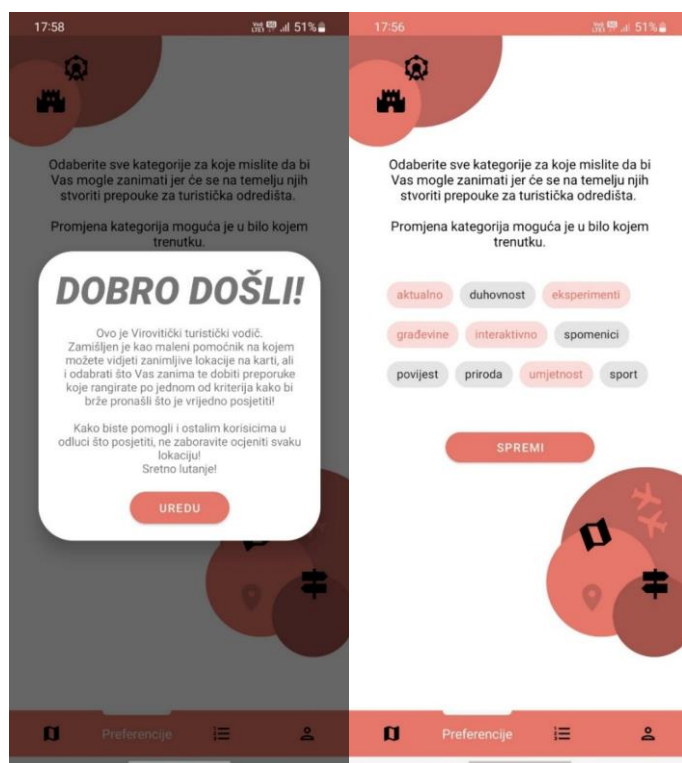 17:58
51%
Odaberite sve kategorije za koje mislite da bi
Vas mogle zanimati jer će se na temelju njih
stvoriti prepouke za turistička odredišta.
Promjena kategorija moguća je u bilo kojem
trenutku.
DOBRO DOŠLI!
Ovo je Virovitički turistički vodič.
Zamišljen je kao maleni pomoćnik na kojem
možete vidjeti zanimljive lokacije na karti, ali
i odabrati što Vas zanima te dobiti preporuke
koje rangirate po jednom od kriterija kako bi
brže pronašli što je vrijedno posjetiti!
Kako biste pomogli i ostalim korisicima u
odluci što posjetiti, ne zaboravite ocjeniti svaku
lokaciju!
Sretno lutanje!
UREDU
Preferencije
17:56
51%
Odaberite sve kategorije za koje mislite da bi
Vas mogle zanimati jer će se na temelju njih
stvoriti prepouke za turistička odredišta.
Promjena kategorija moguća je u bilo kojem
trenutku.
aktualno duhovnost eksperimenti
građevine interaktivno spomenici
povijest priroda umjetnost sport
SPREMI
Preferencije